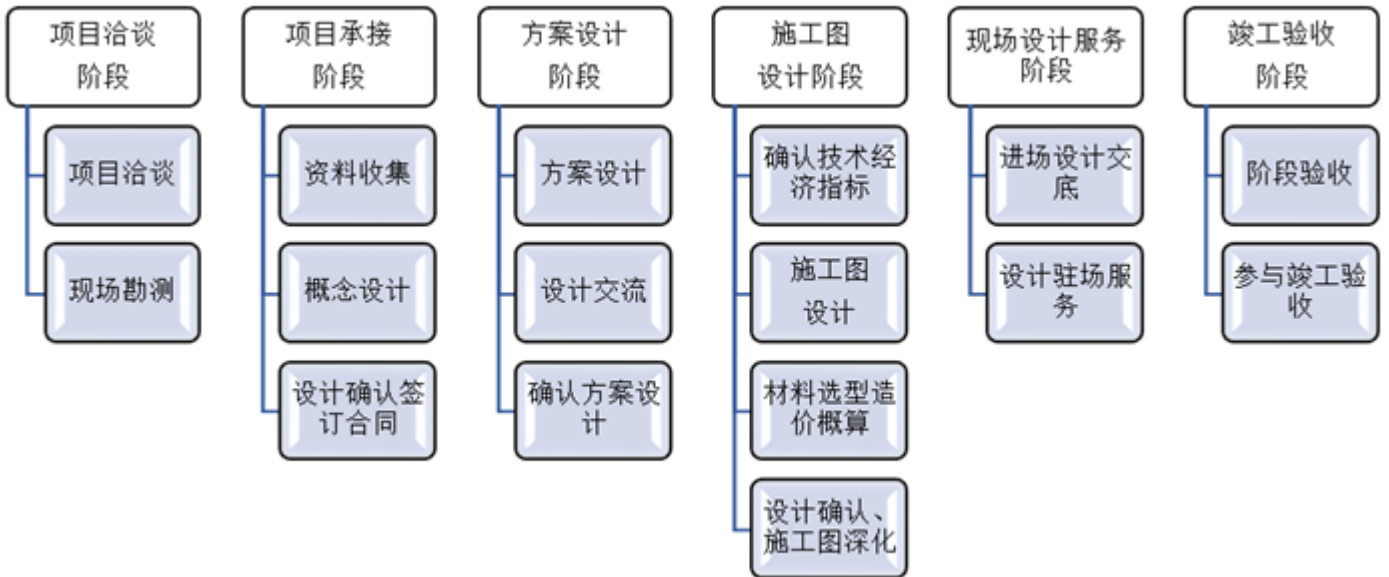 项目洽谈
阶段
项目洽谈
现场勘测
项目承接
阶段
资料收集
概念设计
设计确认签
订合同
方案设计
阶段
方案设计
设计交流
确认方案设
计
施工图
设计阶段
确认技术经
济指标
施工图
设计
材料选型造
价概算
设计确认、
施工图深化
现场设计服务
阶段
进场设计交
底
设计驻场服
务
竣工验收
阶段
阶段验收
参与竣工验
收